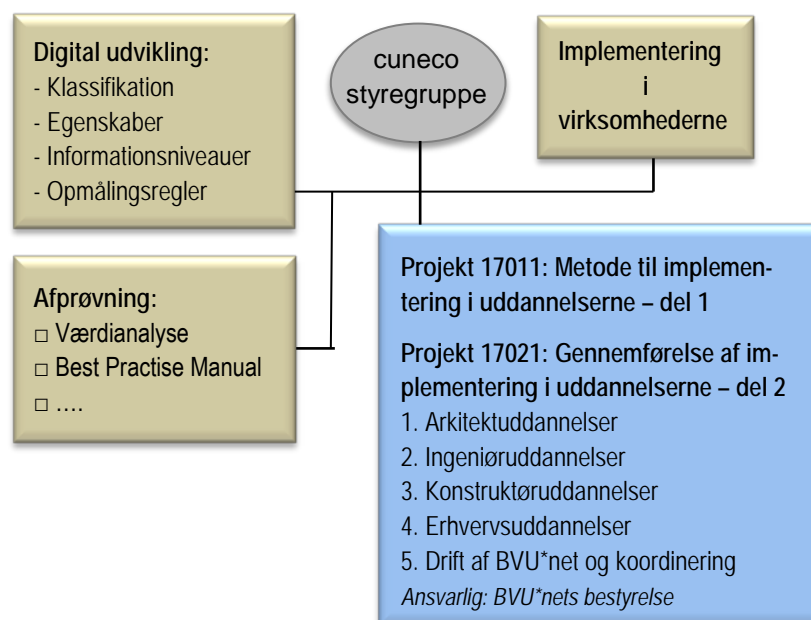 Digital udvikling:
- Klassifikation
- Egenskaber
- Informationsniveauer
- Opmålingsregler
cuneco
styregruppe
Implementering
i
virksomhederne
Afprøvning:
□ Værdianalyse
□ Best Practise Manual
□ ....
Projekt 17011: Metode til implemen-
tering i uddannelserne – del 1
Projekt 17021: Gennemførelse af im-
plementering i uddannelserne – del 2
1. Arkitektuddannelser
2. Ingeniøruddannelser
3. Konstruktøruddannelser
4. Erhvervsuddannelser
5. Drift af BVU*net og koordinering
Ansvarlig: BVU*nets bestyrelse